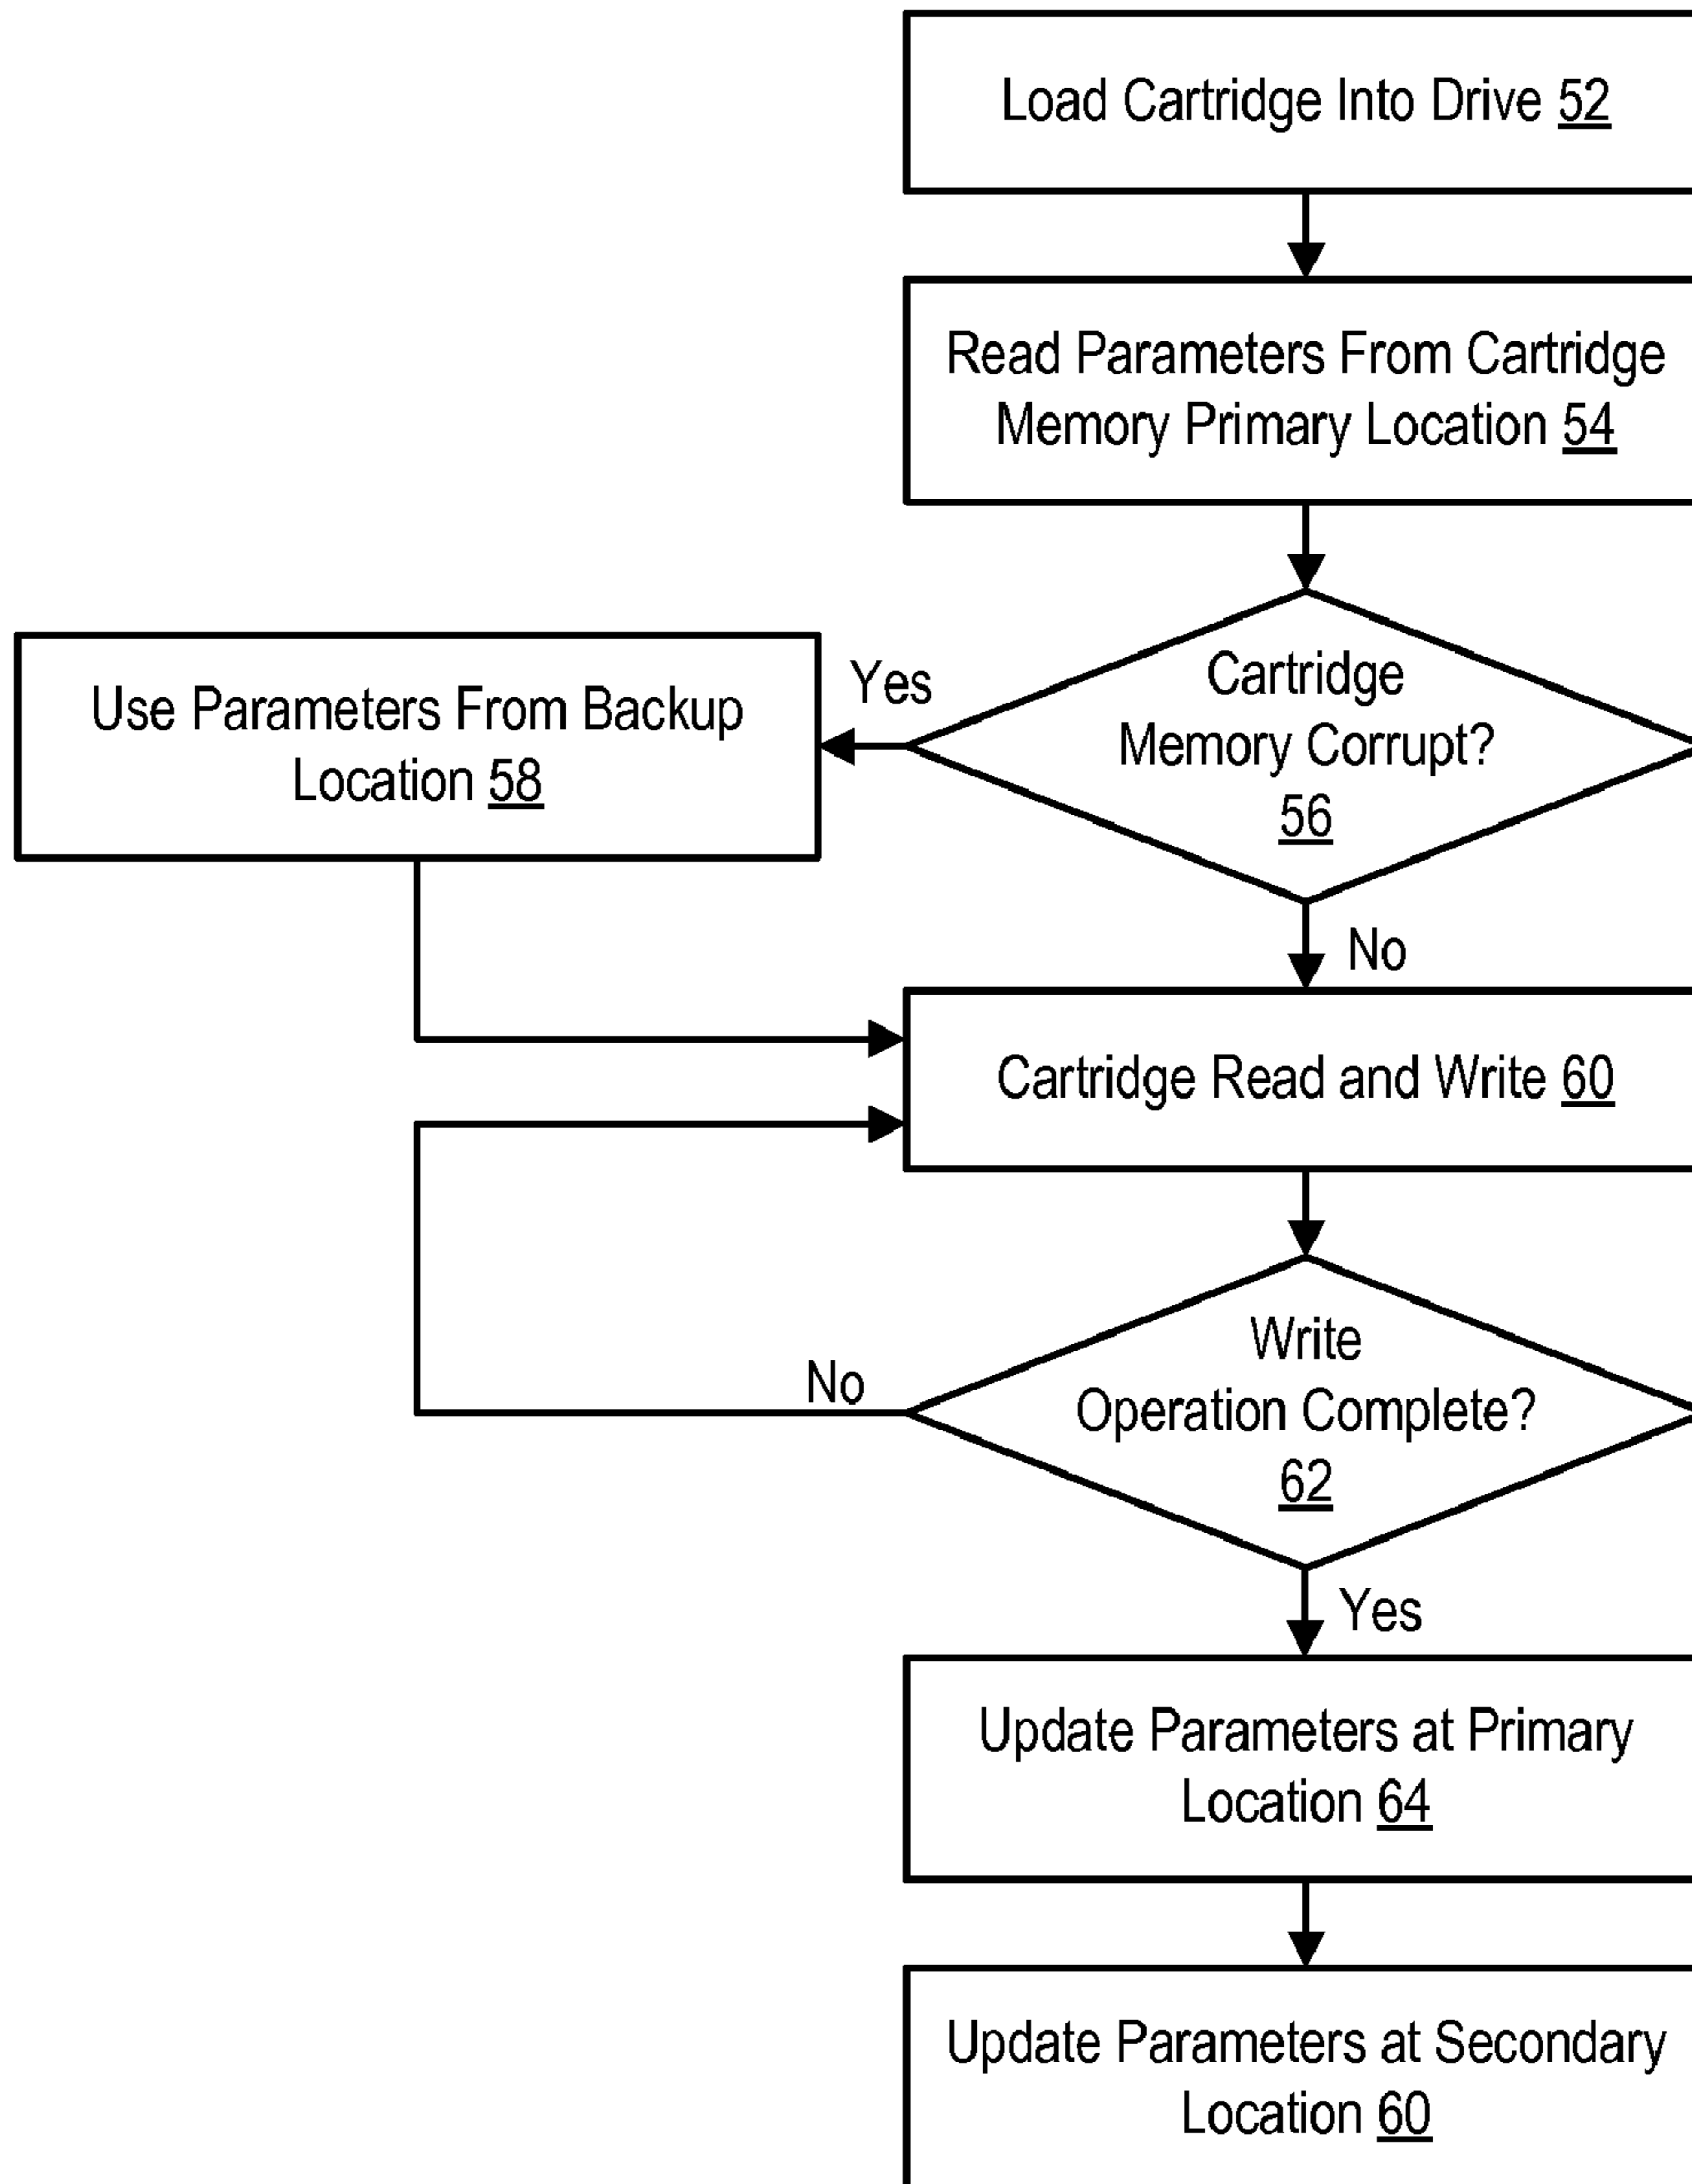 Load Cartridge Into Drive 52
Read Parameters From Cartridge
Memory Primary Location 54
Cartridge
Memory Corrupt?
56
Yes
Use Parameters From Backup
Location 58
No
Cartridge Read and Write 60
Write
Operation Complete?
62
No
Yes
Update Parameters at Primary
Location 64
Update Parameters at Secondary
Location 60